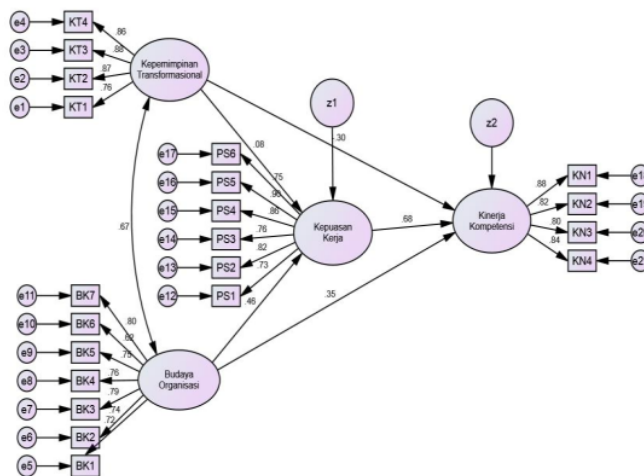 e4
KT4
.86
e3
KT3
.88
e2
KT2
.87
e1
KT1
.76
Kepemimpinan
Transformasional
z1
z2
.08
.30
.67
e17
PS6
.75
e16
PS5
.90
e15
PS4
.86
e14
PS3
.76
e13
PS2
.82
e12
PS1
.73
Kepuasan
Kerja
.68
Kinerja
Kompetensi
.88
KN1
.82
KN2
.80
KN3
.84
KN4
.46
.35
e11
BK7
.80
e10
BK6
e9
BK5
.75
e8
BK4
.76
e7
BK3
.79
e6
BK2
.74
e5
BK1
.72
Budaya
Organisasi